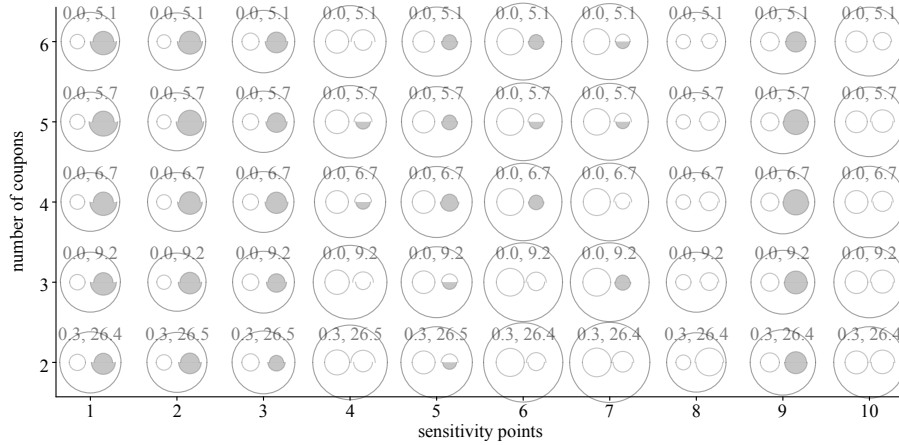 0.0, 5.1 0.0, 5.1 0.0, 5.1 0.0, 5.1 0.0, 5.1 0.0, 5.1 0.0, 5.1 0.0, 5.1 0.0, 5.1 0.0, 5.1
6
0.0, 5.7 0.0, 5.7 0.0, 5.7 0.0, 5.7 0.0, 5.7 0.0, 5.7 0.0, 5.7 0.0, 5.7 0.0, 5.7 0.0, 5.7
5
0.0, 6.7 0.0, 6.7 0.0, 6.7 0.0, 6.7 0.0, 6.7 0.0, 6.7 0.0, 6.7 0.0, 6.7 0.0, 6.7 0.0, 6.7
4
number of coupons
0.0, 9.2 0.0, 9.2 0.0, 9.2 0.0, 9.2 0.0, 9.2 0.0, 9.2 0.0, 9.2 0.0, 9.2 0.0, 9.2 0.0, 9.2
3
0.3, 26.4 0.3, 26.5 0.3, 26.5 0.3, 26.5 0.3, 26.5 0.3, 26.4 0.3, 26.4 0.3, 26.4 0.3, 26.4 0.3, 26.4
2
1 2 3 4 5 6 7 8 9 10
sensitivity points